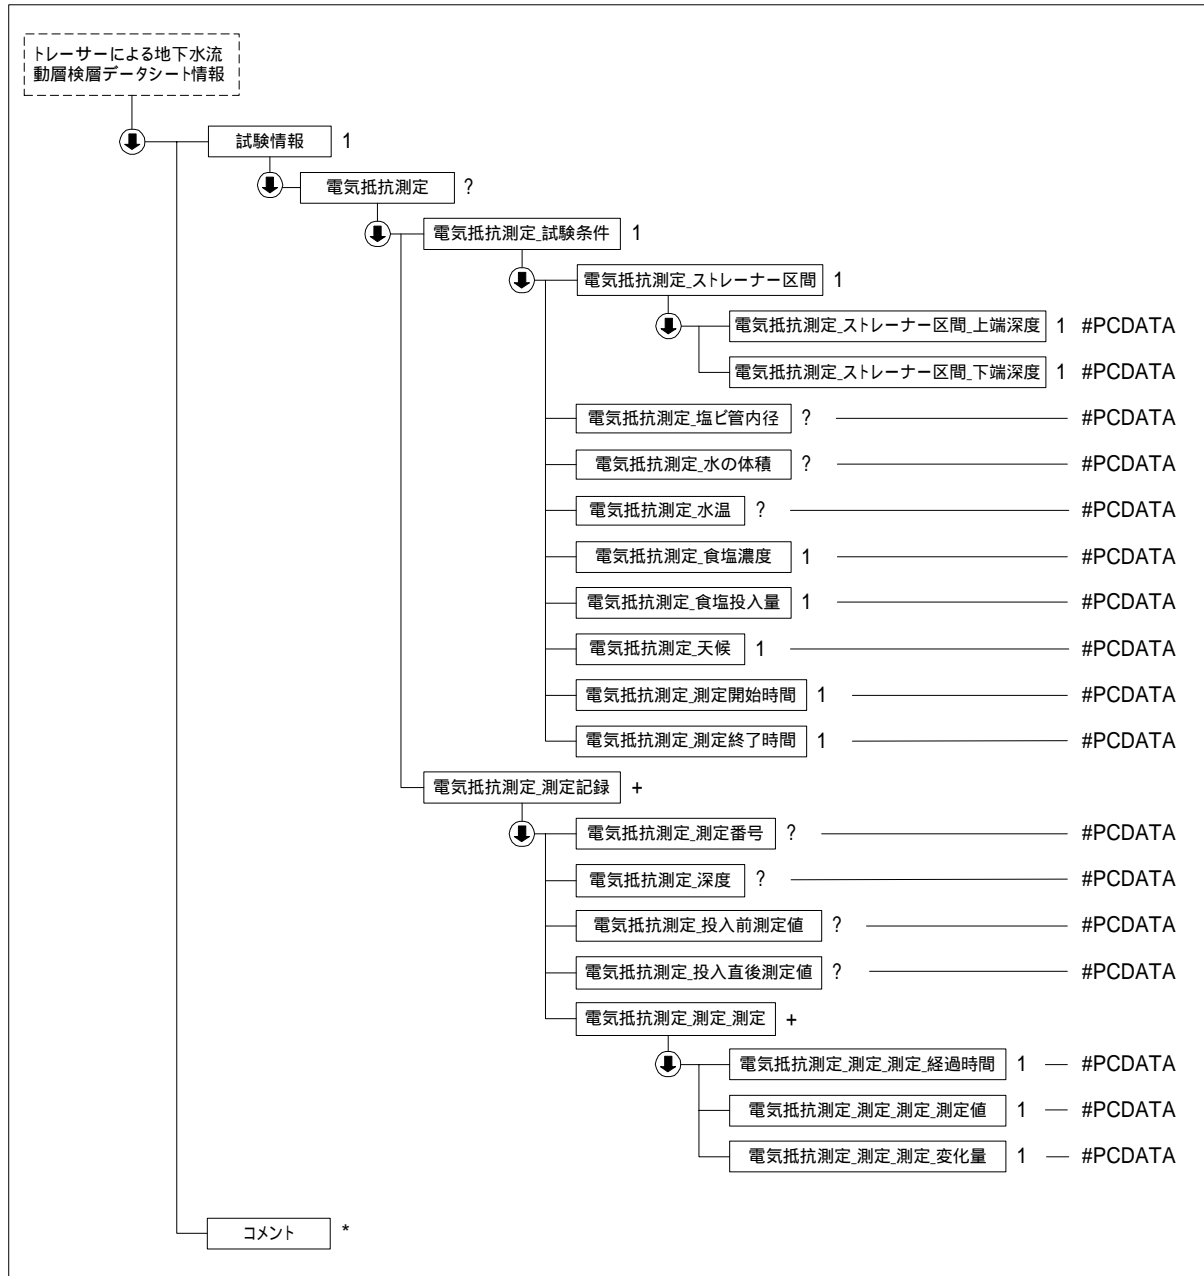 トレーサーによる地下水流
動層検層データシート情報
試験情報 1
電気抵抗測定 ?
電気抵抗測定_試験条件 1
電気抵抗測定_ストレーナー区間 1
電気抵抗測定_ストレーナー区間_上端深度 1 #PCDATA
電気抵抗測定_ストレーナー区間_下端深度 1 #PCDATA
電気抵抗測定_塩ビ管内径 ? #PCDATA
電気抵抗測定_水の体積 ? #PCDATA
電気抵抗測定_水温 ? #PCDATA
電気抵抗測定_食塩濃度 1 #PCDATA
電気抵抗測定_食塩投入量 1 #PCDATA
電気抵抗測定_天候 1 #PCDATA
電気抵抗測定_測定開始時間 1 #PCDATA
電気抵抗測定_測定終了時間 1 #PCDATA
電気抵抗測定_測定記録 +
電気抵抗測定_測定番号 ? #PCDATA
電気抵抗測定_深度 ? #PCDATA
電気抵抗測定_投入前測定値 ? #PCDATA
電気抵抗測定_投入直後測定値 ? #PCDATA
電気抵抗測定_測定_測定 +
電気抵抗測定_測定_測定_経過時間 1 #PCDATA
電気抵抗測定_測定_測定_測定値 1 #PCDATA
電気抵抗測定_測定_測定_変化量 1 #PCDATA
コメント *